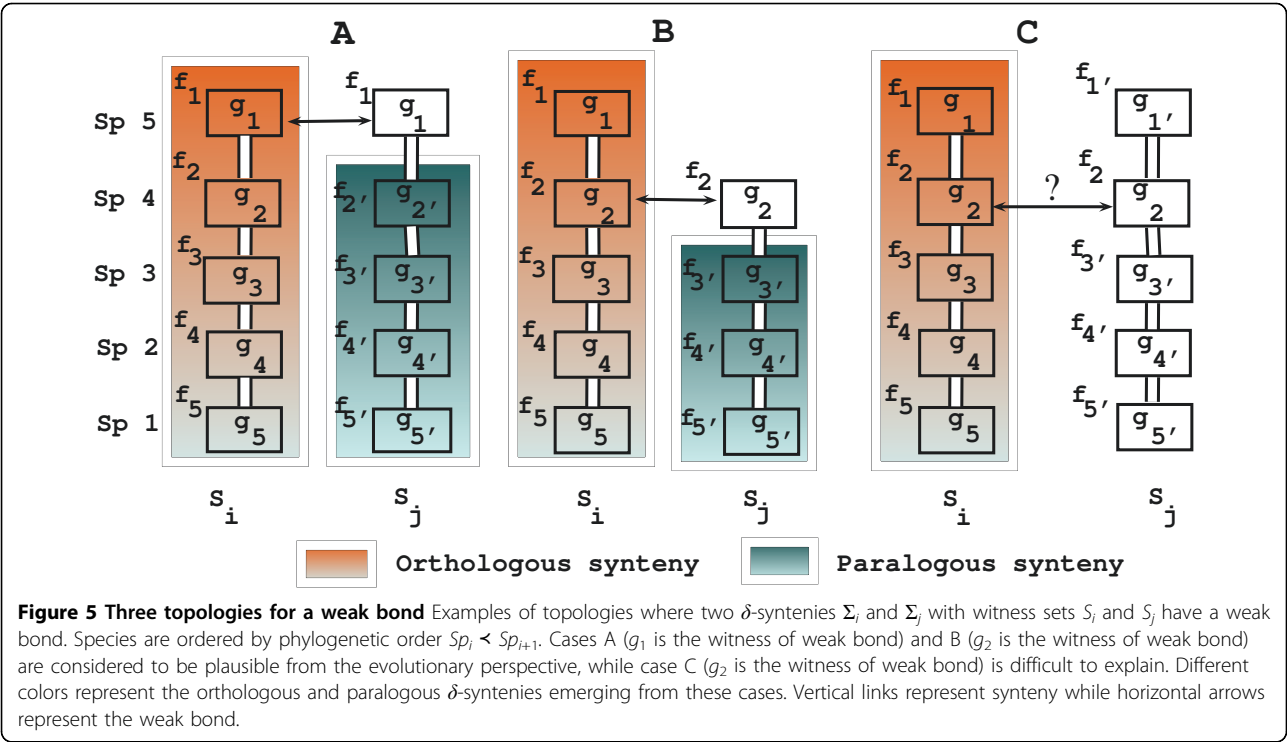 A B C
Sp 5 f1 g1 f1 g1 f1 g1 f1 g1 f1' g1'
Sp 4 f2 g2 f2' g2' f2 g2 f2 g2 f2 g2 ? f2 g2
Sp 3 f3 g3 f3' g3' f3 g3 f3' g3' f3 g3 f3' g3'
Sp 2 f4 g4 f4' g4' f4 g4 f4' g4' f4 g4 f4' g4'
Sp 1 f5 g5 f5' g5' f5 g5 f5' g5' f5 g5 f5' g5'
Si Sj Si Sj Si Sj
Orthologous synteny Paralogous synteny
Figure 5 Three topologies for a weak bond Examples of topologies where two δ-syntenies Σi and Σj with witness sets Si and Sj have a weak
bond. Species are ordered by phylogenetic order Spi ≺ Spi+1. Cases A (g1 is the witness of weak bond) and B (g2 is the witness of weak bond)
are considered to be plausible from the evolutionary perspective, while case C (g2 is the witness of weak bond) is difficult to explain. Different
colors represent the orthologous and paralogous δ-syntenies emerging from these cases. Vertical links represent synteny while horizontal arrows
represent the weak bond.